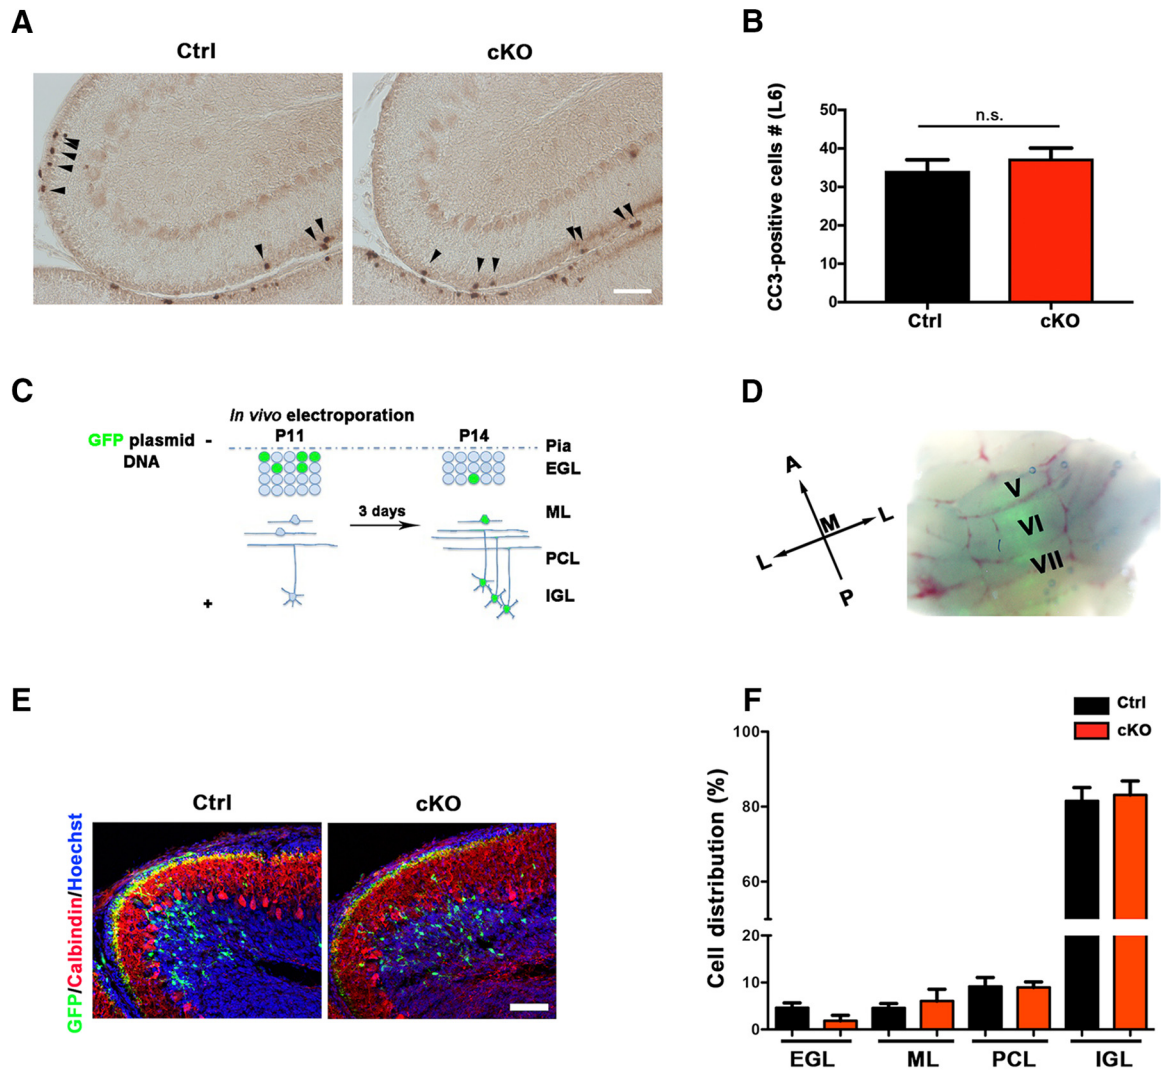 A
Ctrl
cKO
B
CC3-positive cells # (L6)
50
40
30
20
10
0
n.s.
Ctrl
cKO
C
In vivo electroporation
GFP plasmid
DNA
-
+
P11
P14
3 days
Pia
EGL
ML
PCL
IGL
D
A
M
L
L
P
V
VI
VII
E
Ctrl
cKO
GFP/Calbindin/Hoechst
F
Ctrl
cKO
Cell distribution (%)
100
80
60
20
10
0
EGL
ML
PCL
IGL